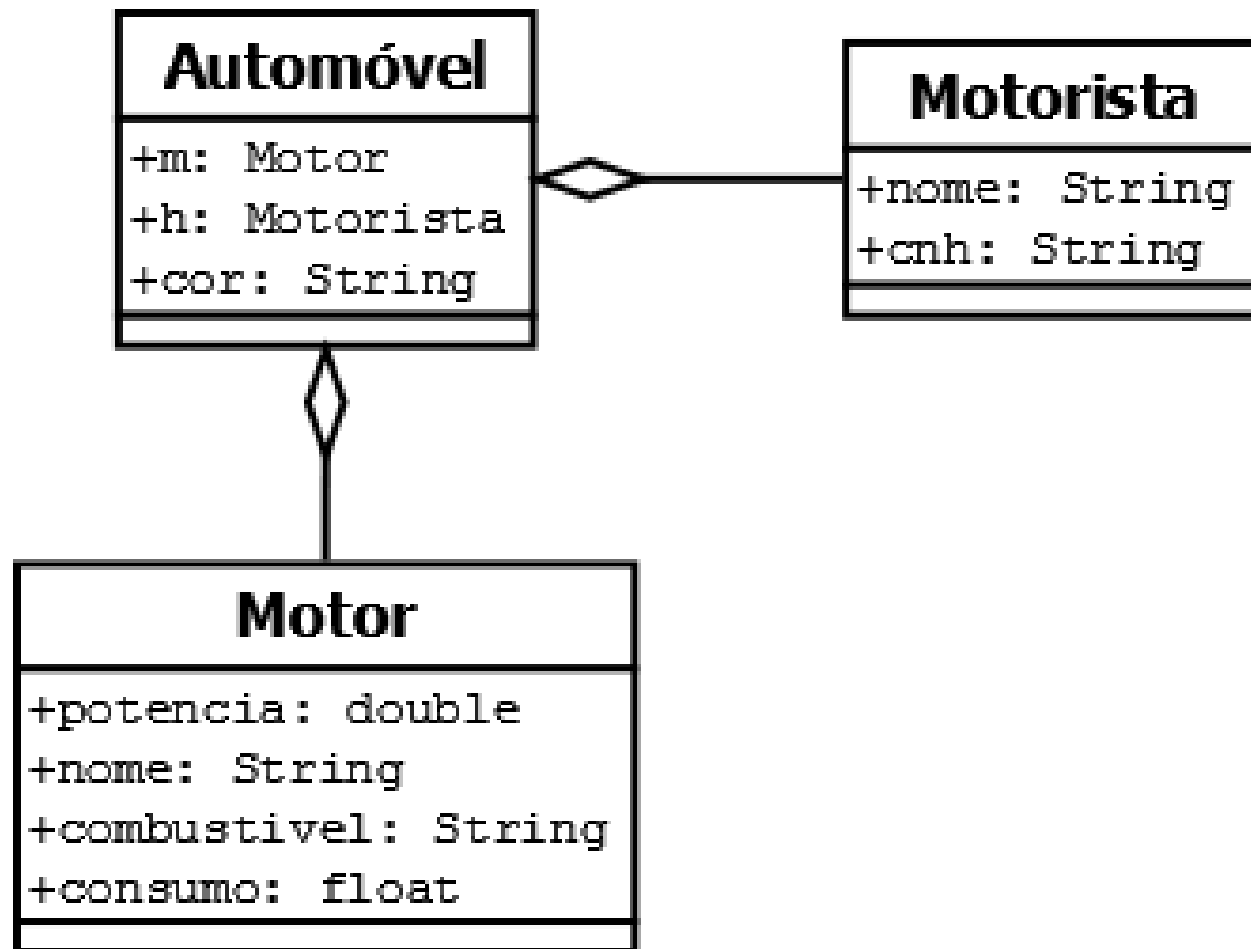 Automóvel
+m: Motor
+h: Motorista
+cor: String
Motorista
+nome: String
+cnh: String
Motor
+potencia: double
+nome: String
+combustivel: String
+consumo: float